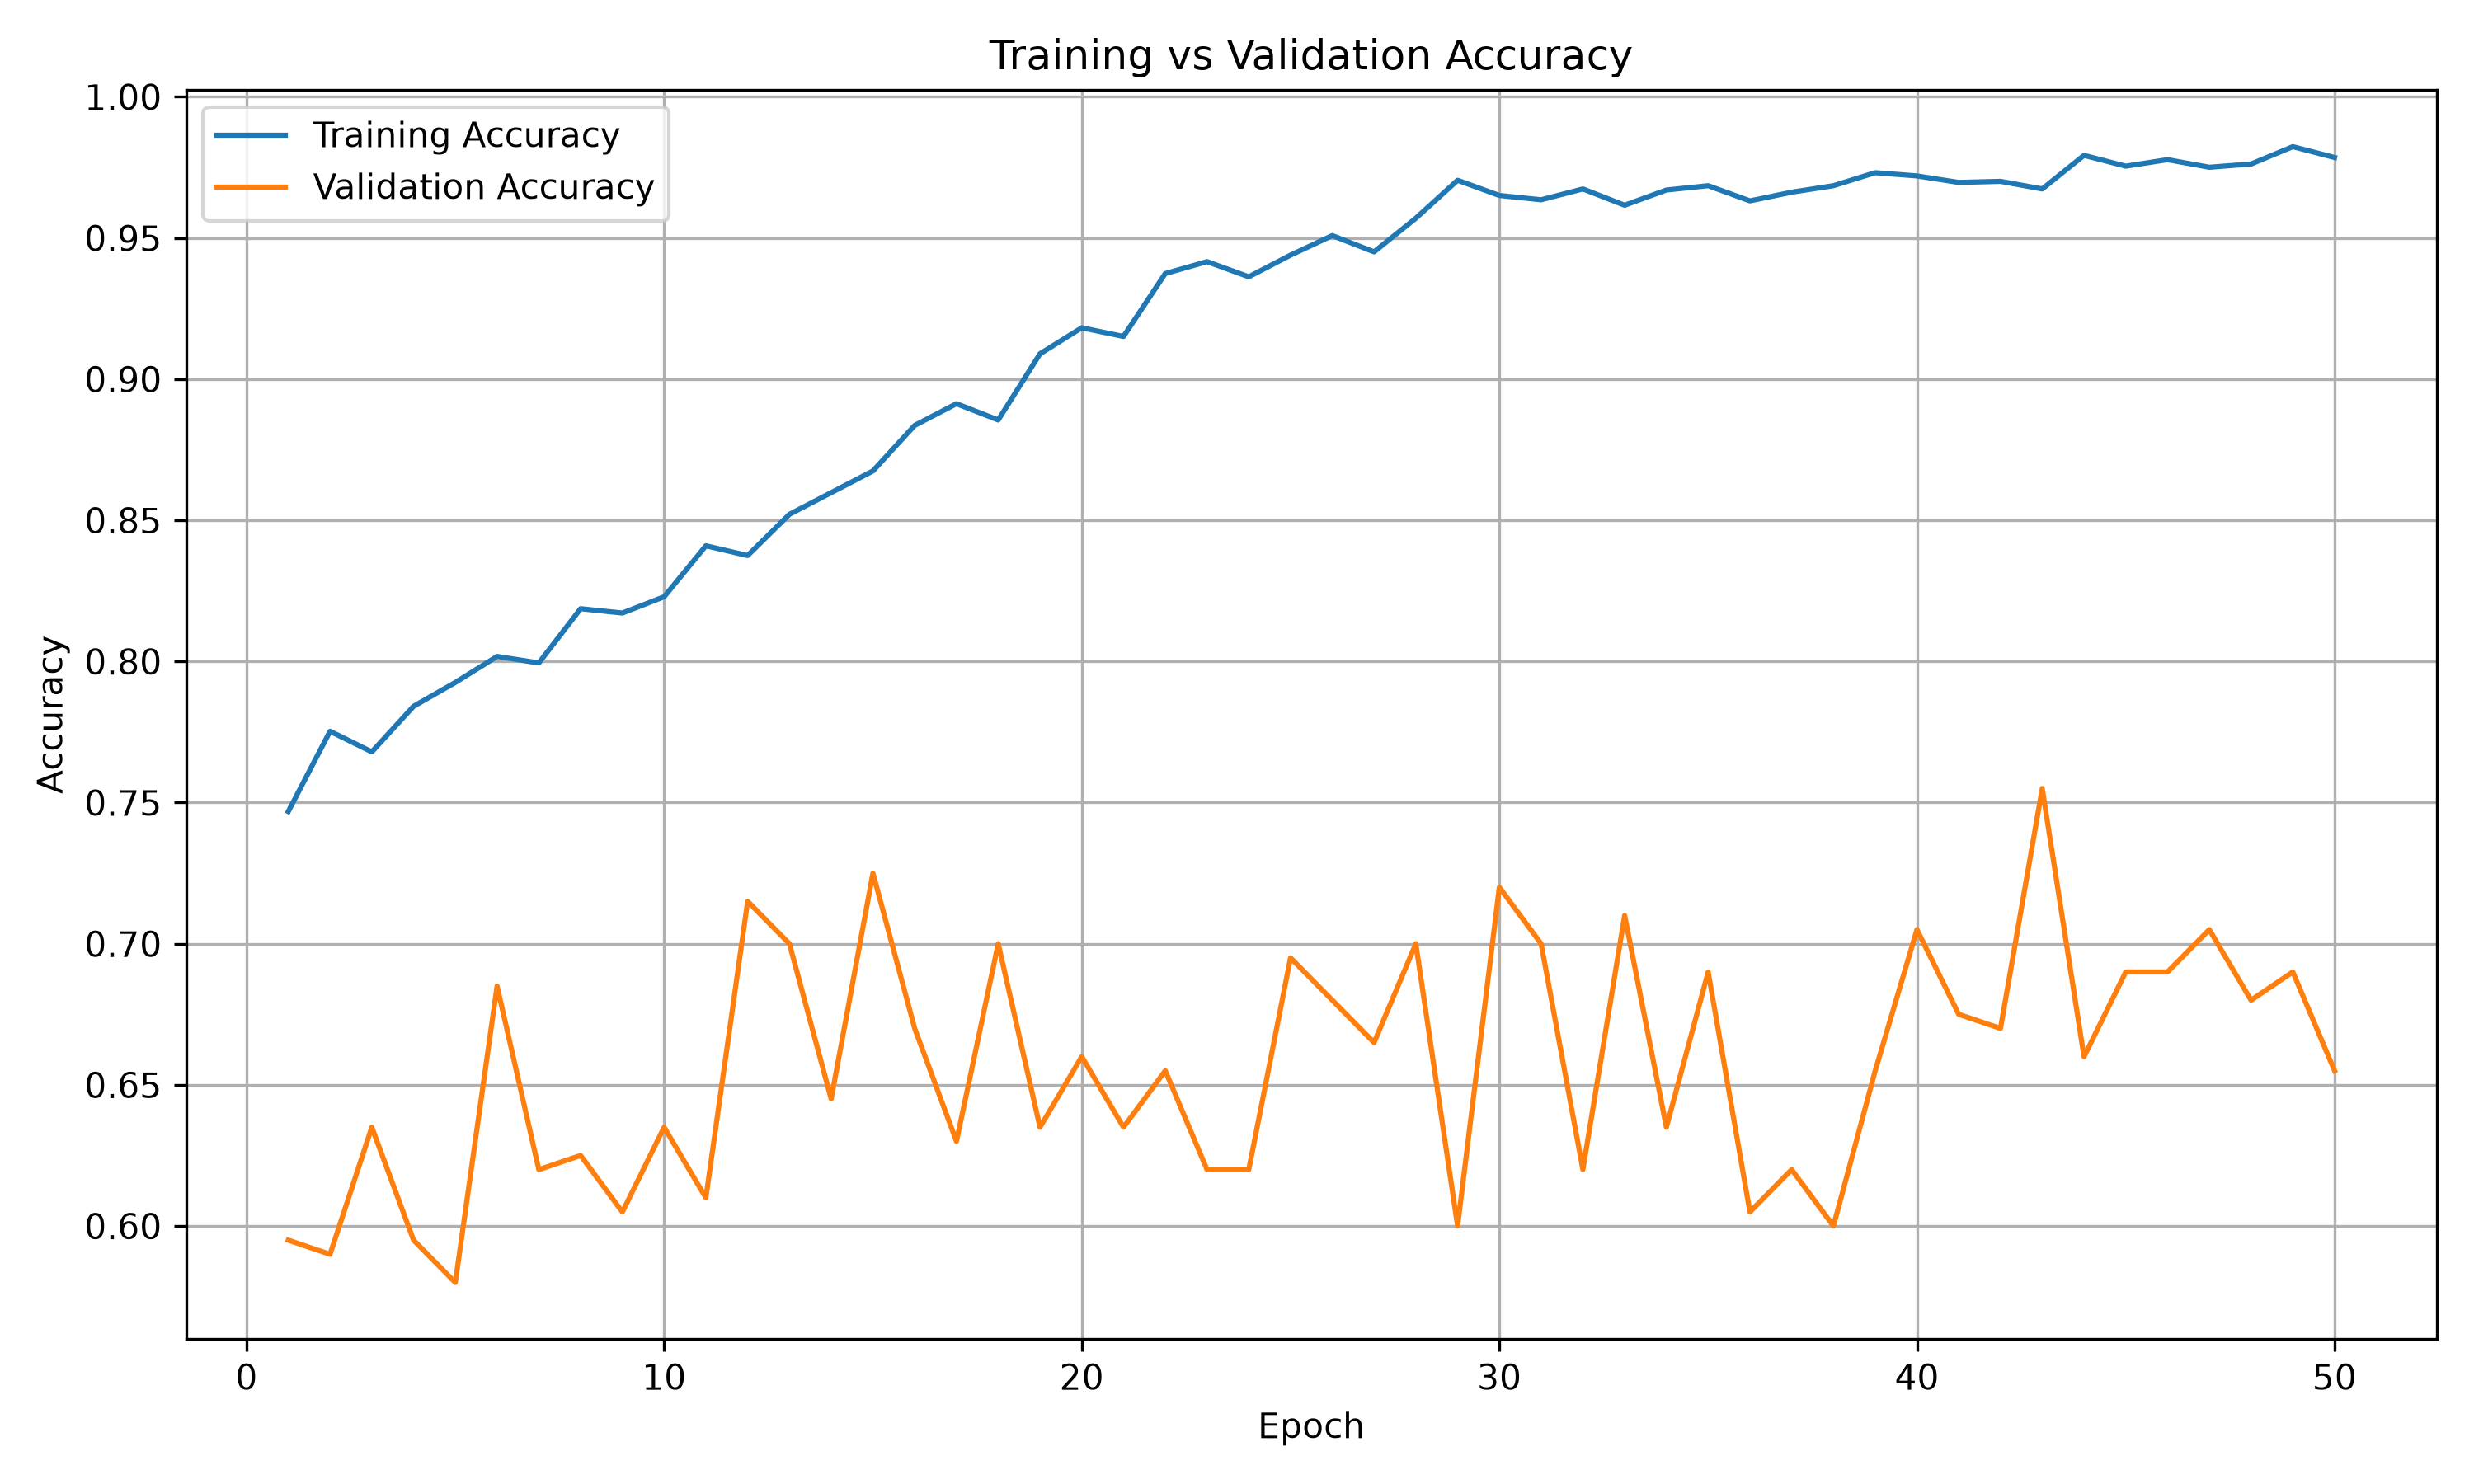 Training vs Validation Accuracy
Training Accuracy
Validation Accuracy
Accuracy
1.00
0.95
0.90
0.85
0.80
0.75
0.70
0.65
0.60
0 10 20 30 40 50
Epoch